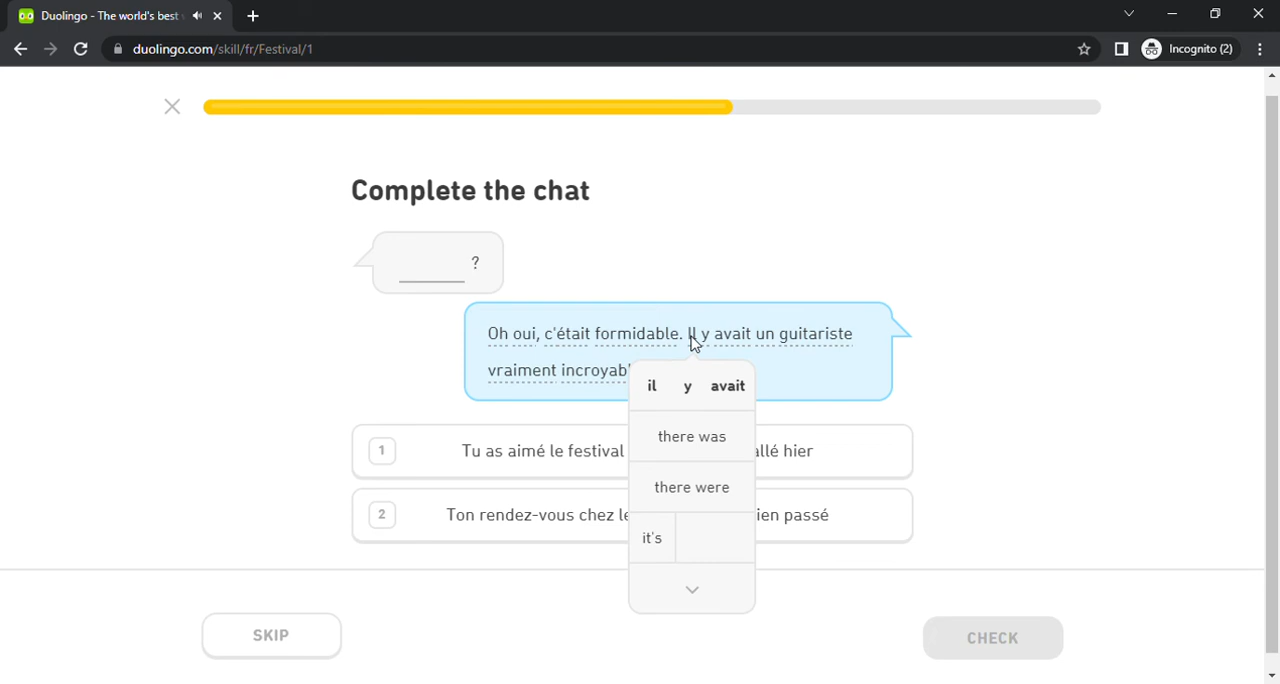 Duolingo - The world's best
duolingo.com/skill/fr/Festival/1
Incognito (2)
Complete the chat
?
Oh oui, c'était formidable. Il y avait un guitariste
vraiment incroyabl
il y avait
there was
there were
it's
1 Tu as aimé le festival allé hier
2 Ton rendez-vous chez le ien passé
SKIP
CHECK